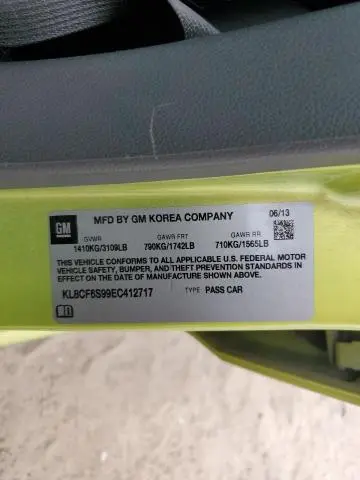 GM
MFD BY GM KOREA COMPANY
06/13
GVWR GAWR FRT GAWR RR
1410KG/3109LB 790KG/1742LB 710KG/1565LB
THIS VEHICLE CONFORMS TO ALL APPLICABLE U.S. FEDERAL MOTOR
VEHICLE SAFETY, BUMPER, AND THEFT PREVENTION STANDARDS IN
EFFECT ON THE DATE OF MANUFACTURE SHOWN ABOVE.
KL8CF6S99EC412717 TYPE: PASS CAR